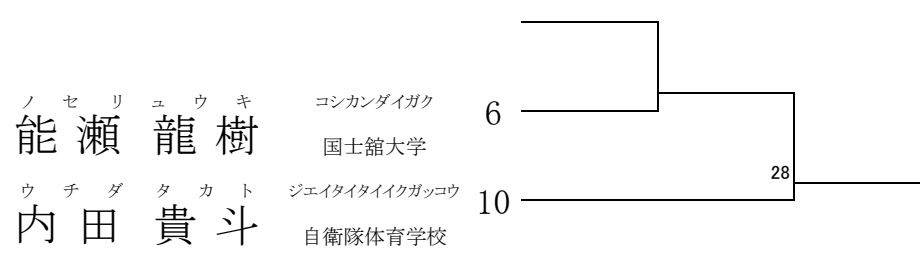 ノセ リュウキ コシカンダイガク
能瀬 龍樹 国士舘大学 6
28
ウチダ タカト ジエイタイタイイクガッコウ
内田 貴斗 自衛隊体育学校 10